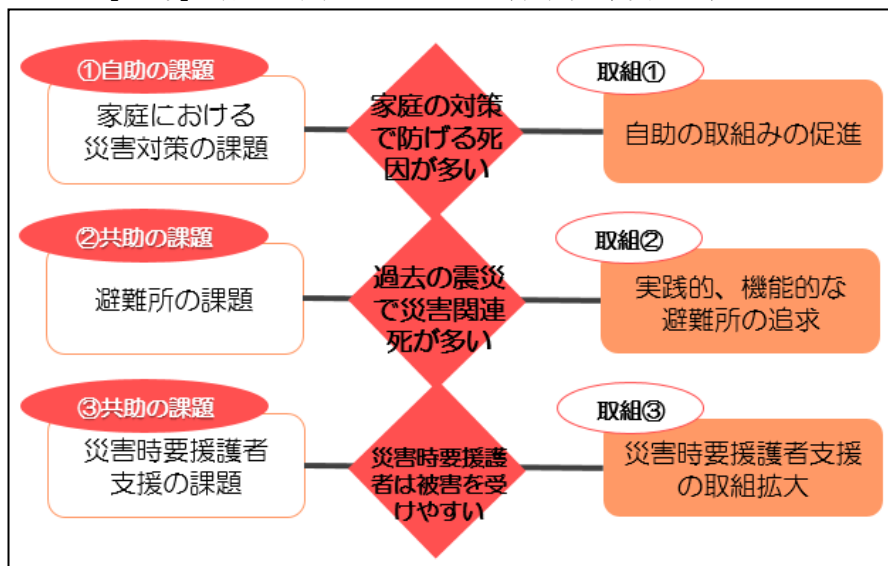 ①自助の課題
家庭における
災害対策の課題
家庭の対策
で防げる死
因が多い
取組①
自助の取組みの促進
②共助の課題
避難所の課題
過去の震災
で災害関連
死が多い
取組②
実践的、機能的な
避難所の追求
③共助の課題
災害時要援護者
支援の課題
災害時要援護
者は被害を受
けやすい
取組③
災害時要援護者支援
の取組拡大